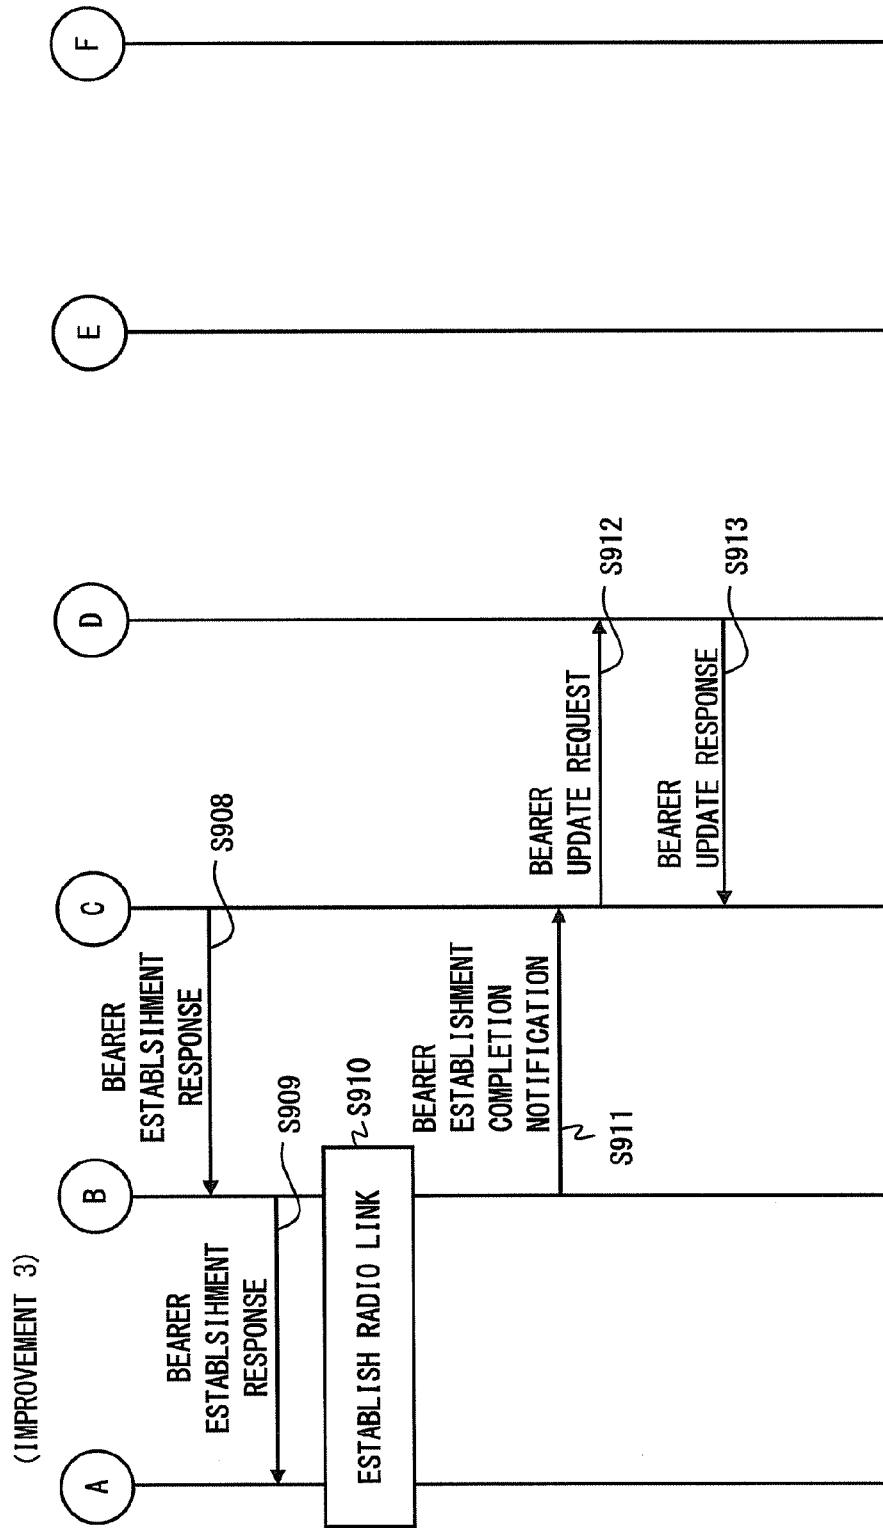 (IMPROVEMENT 3)
A
B
C
D
E
F
BEARER
ESTABLSIHMENT
RESPONSE
S908
BEARER
ESTABLSIHMENT
RESPONSE
S909
ESTABLISH RADIO LINK
S910
BEARER
ESTABLISHMENT
COMPLETION
NOTIFICATION
S911
BEARER
UPDATE REQUEST
S912
BEARER
UPDATE RESPONSE
S913